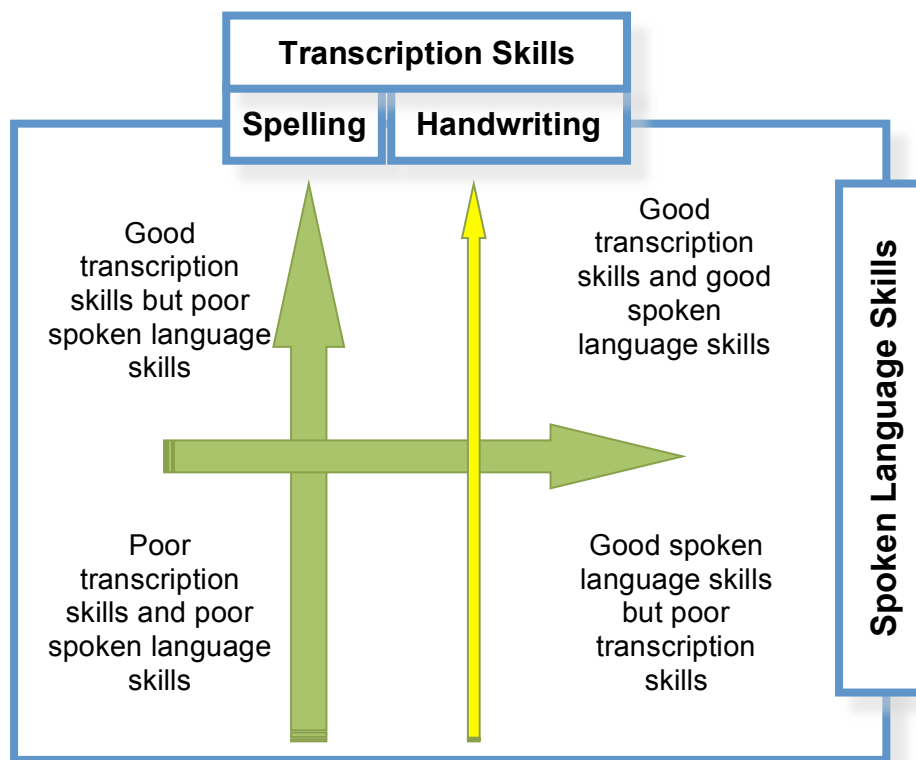 Transcription Skills
Spelling
Handwriting
Good
transcription
skills but poor
spoken language
skills
Good
transcription
skills and good
spoken
language skills
Spoken Language Skills
Poor
transcription
skills and poor
spoken language
skills
Good spoken
language skills
but poor
transcription
skills